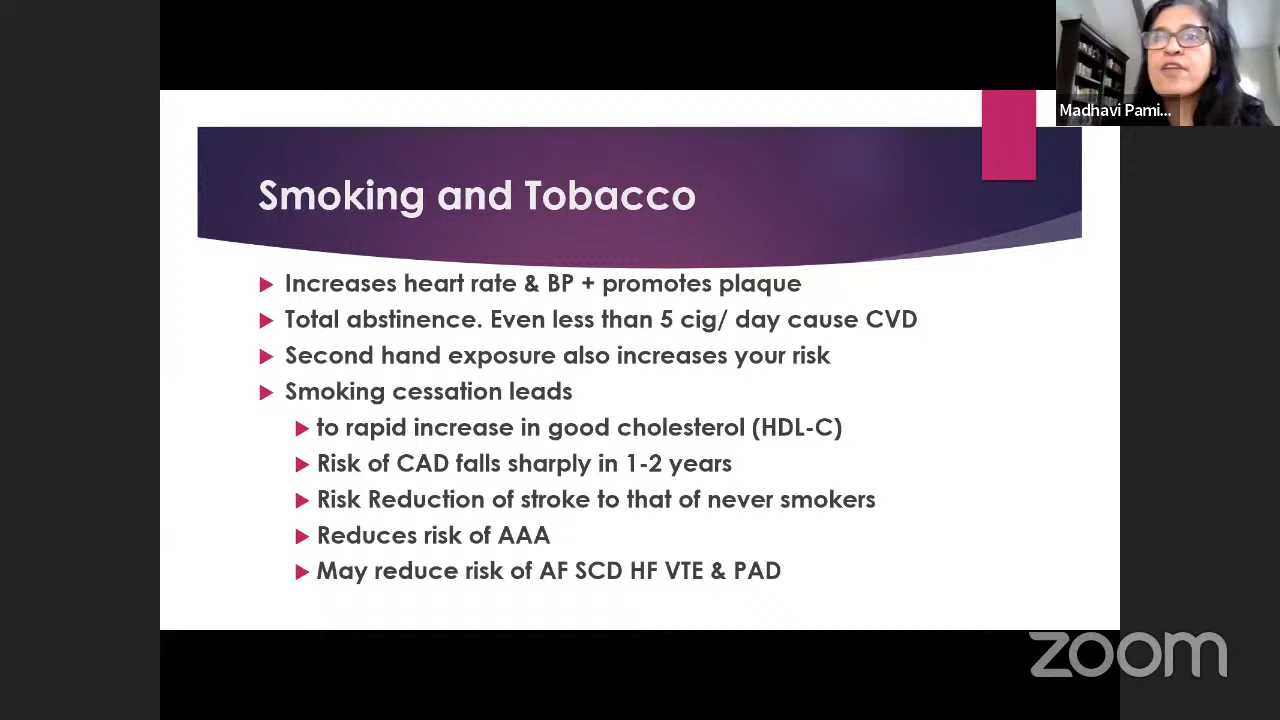 Madhavi Pami...
Smoking and Tobacco
Increases heart rate & BP + promotes plaque
Total abstinence. Even less than 5 cig/ day cause CVD
Second hand exposure also increases your risk
Smoking cessation leads
to rapid increase in good cholesterol (HDL-C)
Risk of CAD falls sharply in 1-2 years
Risk Reduction of stroke to that of never smokers
Reduces risk of AAA
May reduce risk of AF SCD HF VTE & PAD
zoom